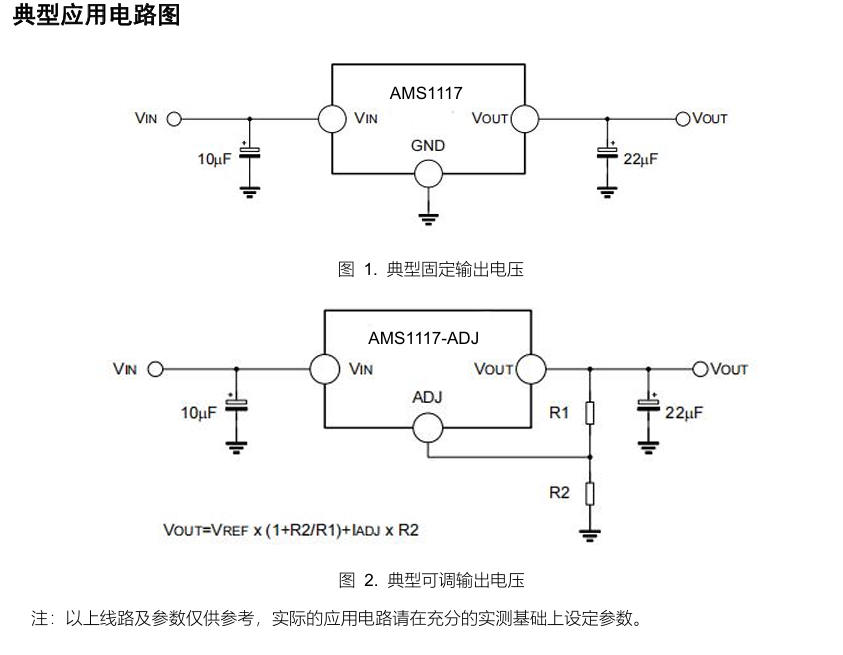 典型应用电路图
AMS1117
VIN
VIN
VOUT
VOUT
GND
10μF
22μF
图 1. 典型固定输出电压
AMS1117-ADJ
VIN
VIN
VOUT
VOUT
ADJ
10μF
R1
22μF
R2
VOUT=VREF x (1+R2/R1)+IADJ x R2
图 2. 典型可调输出电压
注：以上线路及参数仅供参考，实际的应用电路请在充分的实测基础上设定参数。